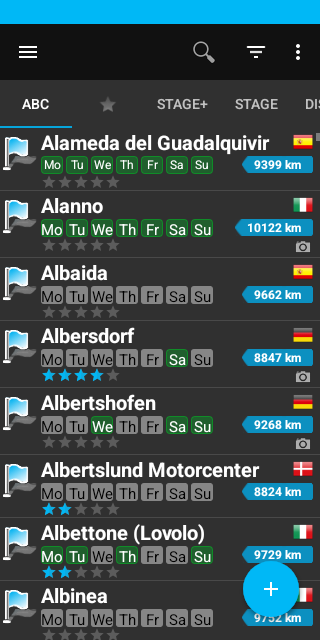 ABC STAGE+ STAGE DIS
Alameda del Guadalquivir
Mo Tu We Th Fr Sa Su 9399 km
Alanno
Mo Tu We Th Fr Sa Su 10122 km
Albaida
Mo Tu We Th Fr Sa Su 9662 km
Albersdorf
Mo Tu We Th Fr Sa Su 8847 km
Albertshofen
Mo Tu We Th Fr Sa Su 9268 km
Albertslund Motorcenter
Mo Tu We Th Fr Sa Su 8824 km
Albettone (Lovolo)
Mo Tu We Th Fr Sa Su 9729 km
Albinea
Mo Tu We Th Fr Sa Su 9752 km